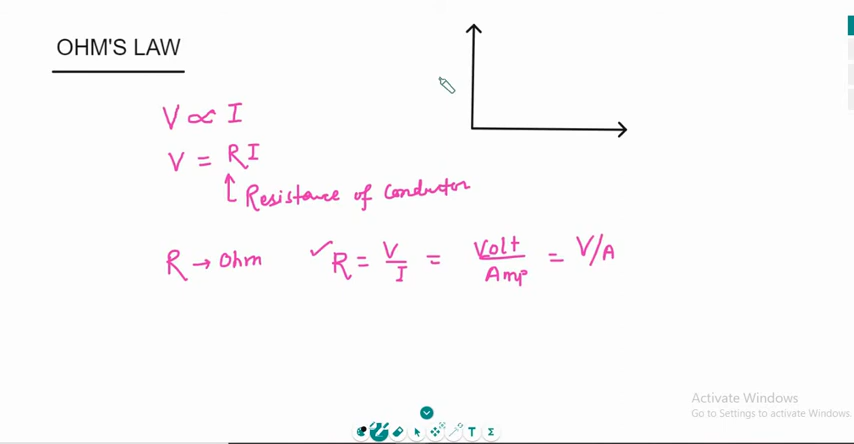 OHM'S LAW
V ∝ I
V = RI
↑ Resistance of Conductor
R → Ohm ✓R = V/I = Volt/Amp = V/A
Activate Windows
Go to Settings to activate Windows.
T Σ